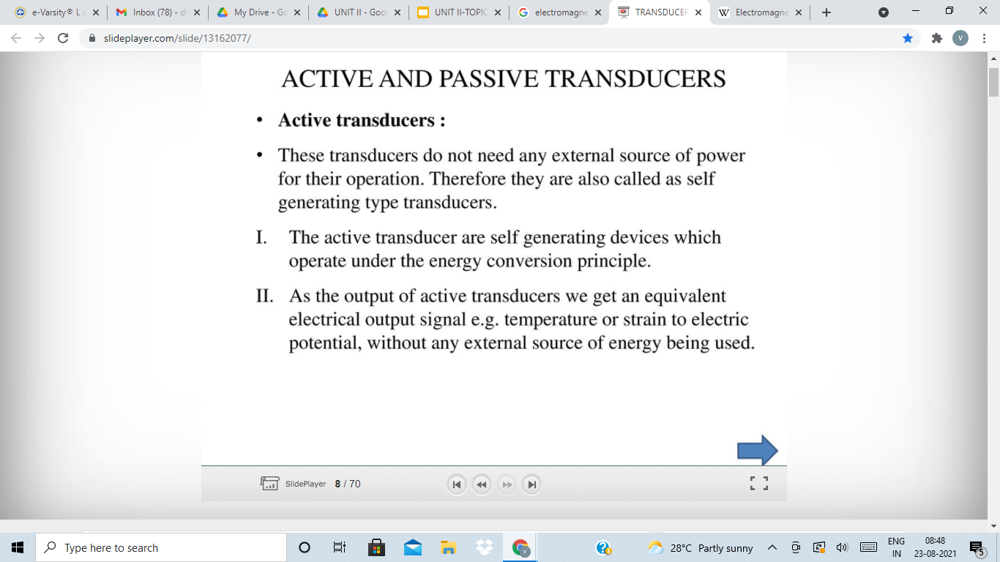 e-Varsity® L
Inbox (78) - d
My Drive - Go
UNIT II - Goo
UNIT II-TOPIC
electromagne
TRANSDUCER
Electromagne
slideplayer.com/slide/13162077/
V
ACTIVE AND PASSIVE TRANSDUCERS
• Active transducers :
• These transducers do not need any external source of power
for their operation. Therefore they are also called as self
generating type transducers.
I. The active transducer are self generating devices which
operate under the energy conversion principle.
II. As the output of active transducers we get an equivalent
electrical output signal e.g. temperature or strain to electric
potential, without any external source of energy being used.
SlidePlayer 8 / 70
Type here to search
28°C Partly sunny
ENG
IN
08:48
23-08-2021
5